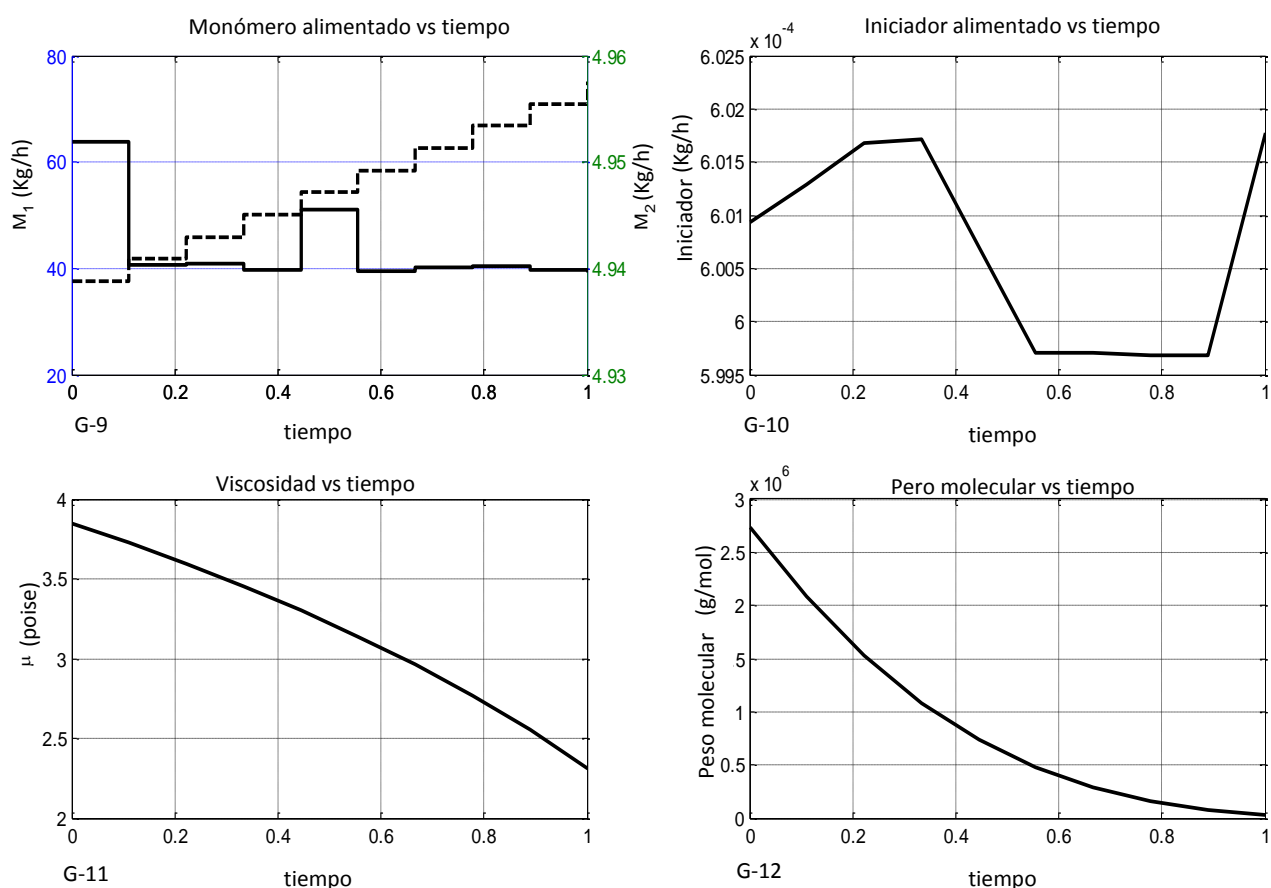 Monómero alimentado vs tiempo
80
60
40
20
M1 (Kg/h)
4.96
4.95
4.94
4.93
M2 (Kg/h)
0 0.2 0.4 0.6 0.8 1
G-9
tiempo
Iniciador alimentado vs tiempo
x 10-4
6.025
6.02
6.015
6.01
6.005
6
5.995
Iniciador (Kg/h)
0 0.2 0.4 0.6 0.8 1
G-10
tiempo
Viscosidad vs tiempo
4
3.5
3
2.5
2
μ (poise)
0 0.2 0.4 0.6 0.8 1
G-11
tiempo
Pero molecular vs tiempo
x 10 6
3
2.5
2
5
1
0.5
0
Peso molecular (g/mol)
0 0.2 0.4 0.6 0.8 1
G-12
tiempo